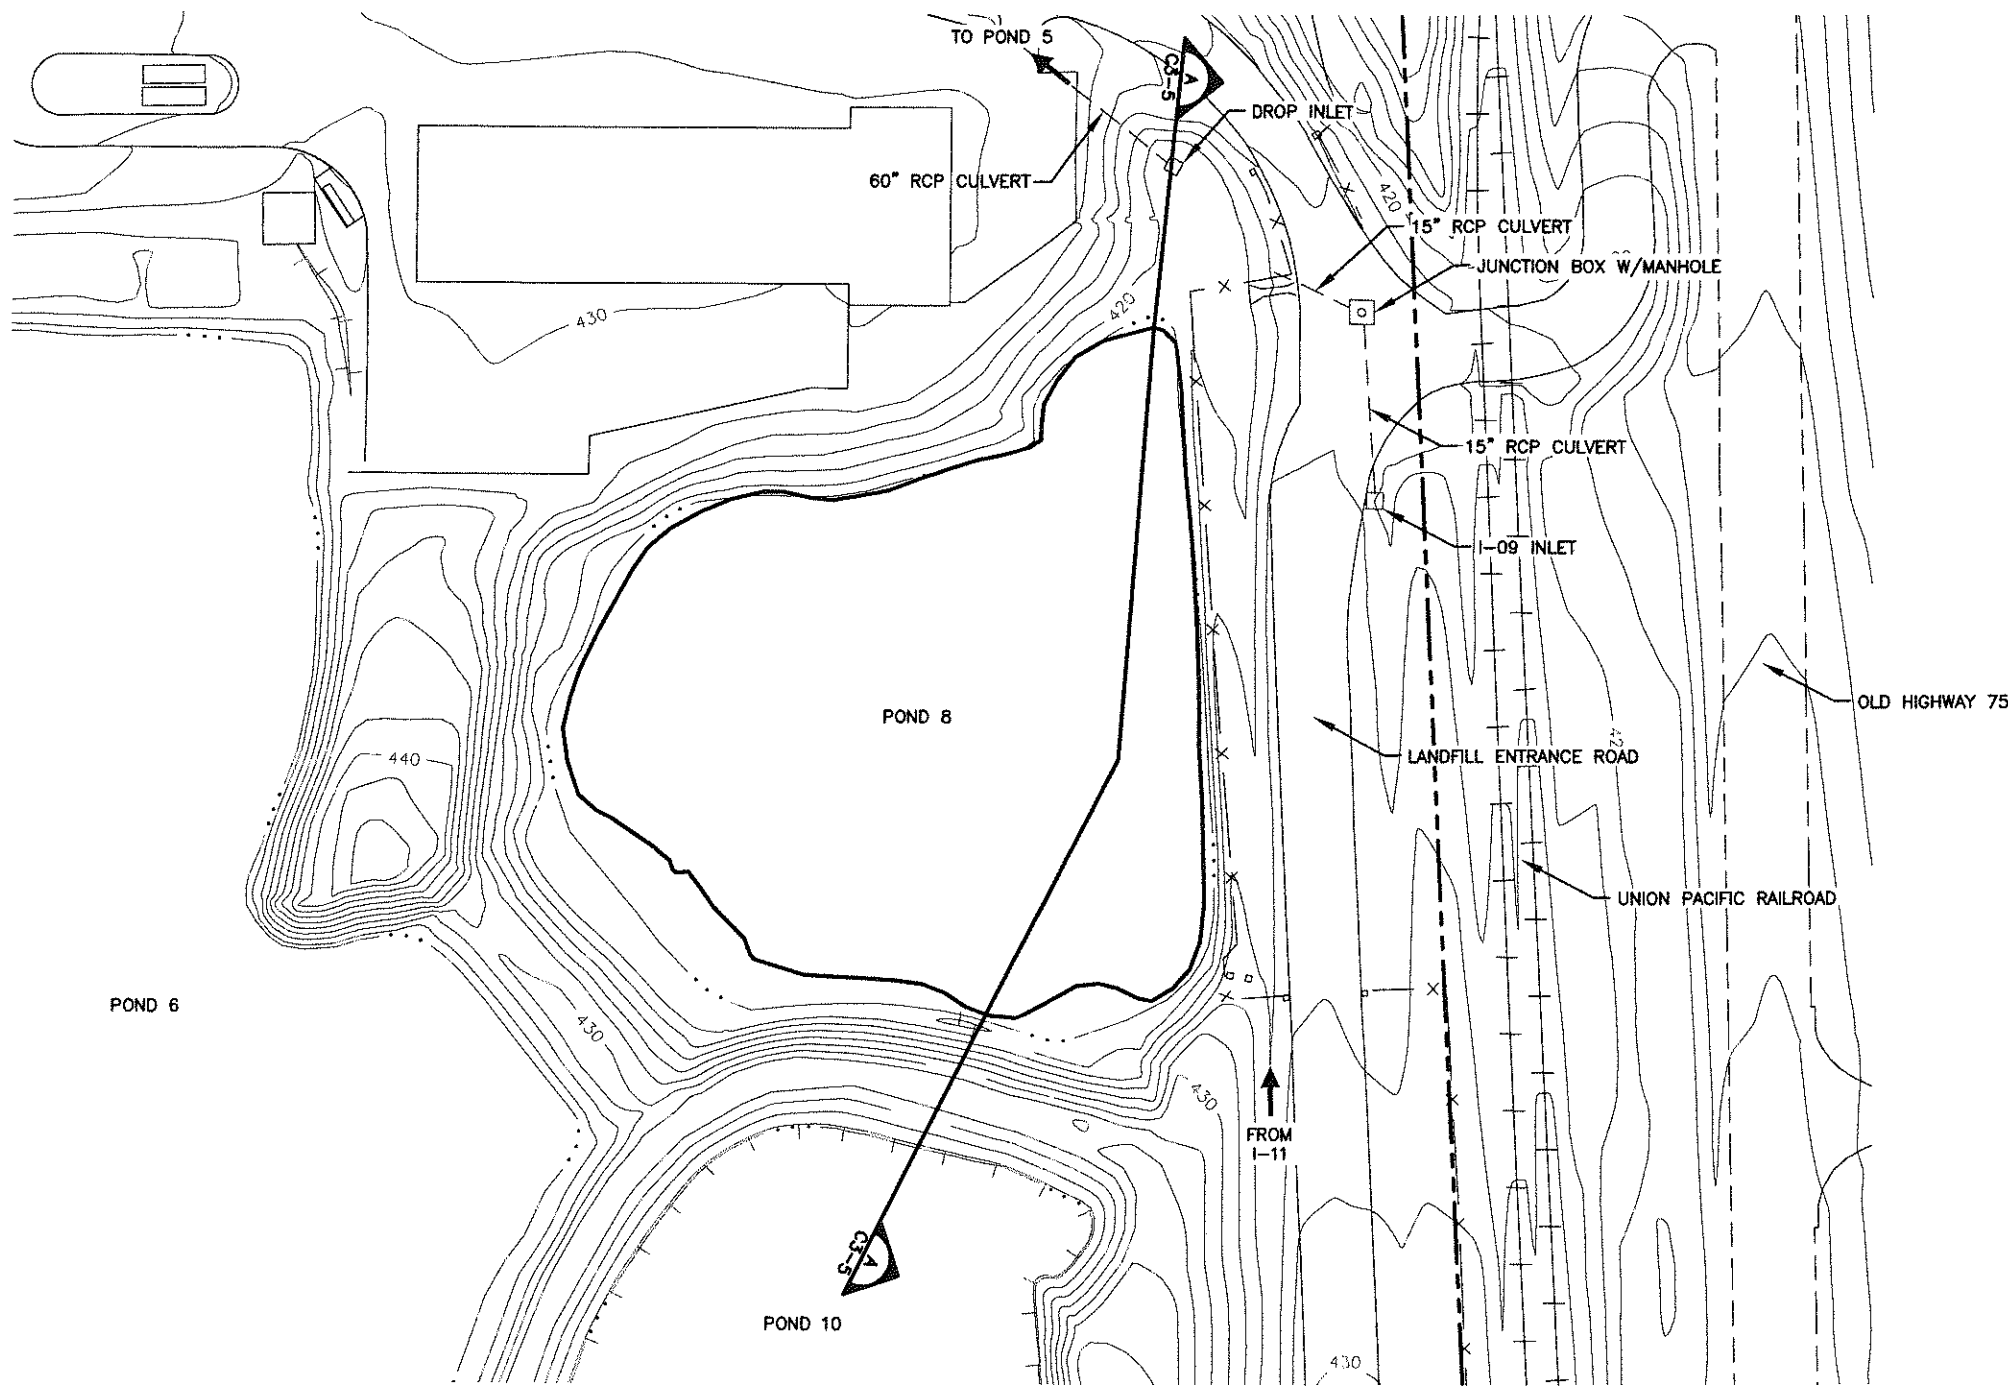 TO POND 5
A
C3-5
DROP INLET
60" RCP CULVERT
420
15" RCP CULVERT
JUNCTION BOX W/MANHOLE
430
420
15" RCP CULVERT
I-09 INLET
OLD HIGHWAY 75
POND 8
LANDFILL ENTRANCE ROAD
440
UNION PACIFIC RAILROAD
POND 6
430
430
FROM
I-11
A
C3-5
POND 10
430